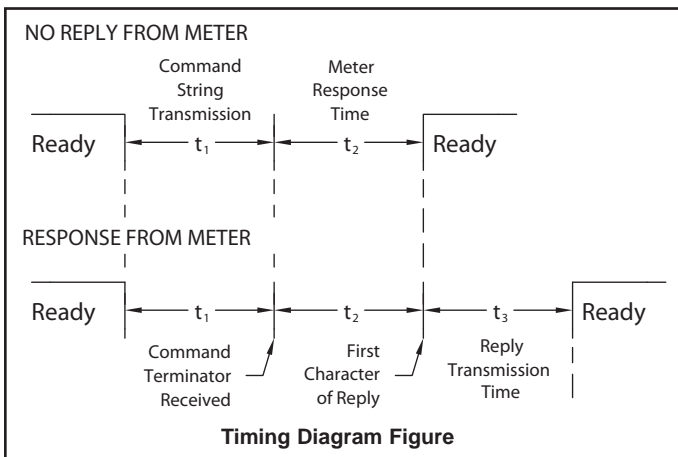 NO REPLY FROM METER
Command
String
Transmission
Meter
Response
Time
Ready
t1
t2
Ready
RESPONSE FROM METER
Ready
t1
t2
t3
Ready
Command
Terminator
Received
First
Character
of Reply
Reply
Transmission
Time
Timing Diagram Figure